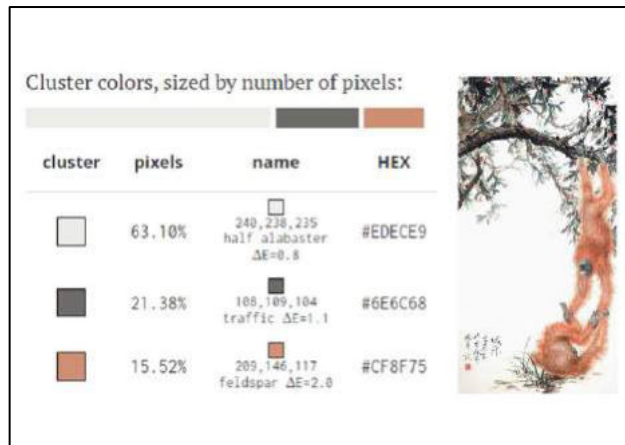 Cluster colors, sized by number of pixels:
cluster pixels name HEX
63.10% 240,238,235 #EDECE9
half alabaster
ΔE=0.8
21.38% 108,109,104 #6E6C68
traffic ΔE=1.1
15.52% 209,146,117 #CF8F75
feldspar ΔE=2.0